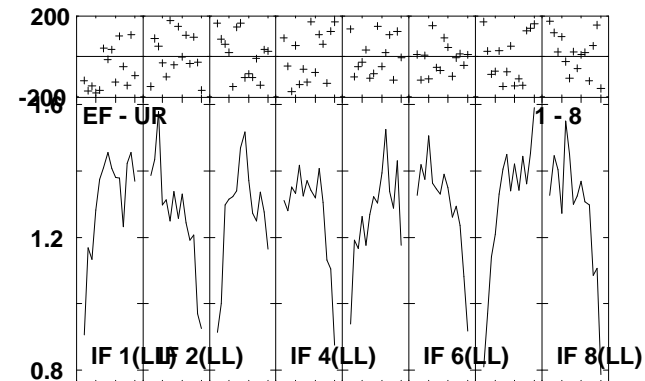 200
-200
1.6
EF - UR 1 - 8
1.2
IF 1(LL) IF 2(LL) IF 4(LL) IF 6(LL) IF 8(LL)
0.8